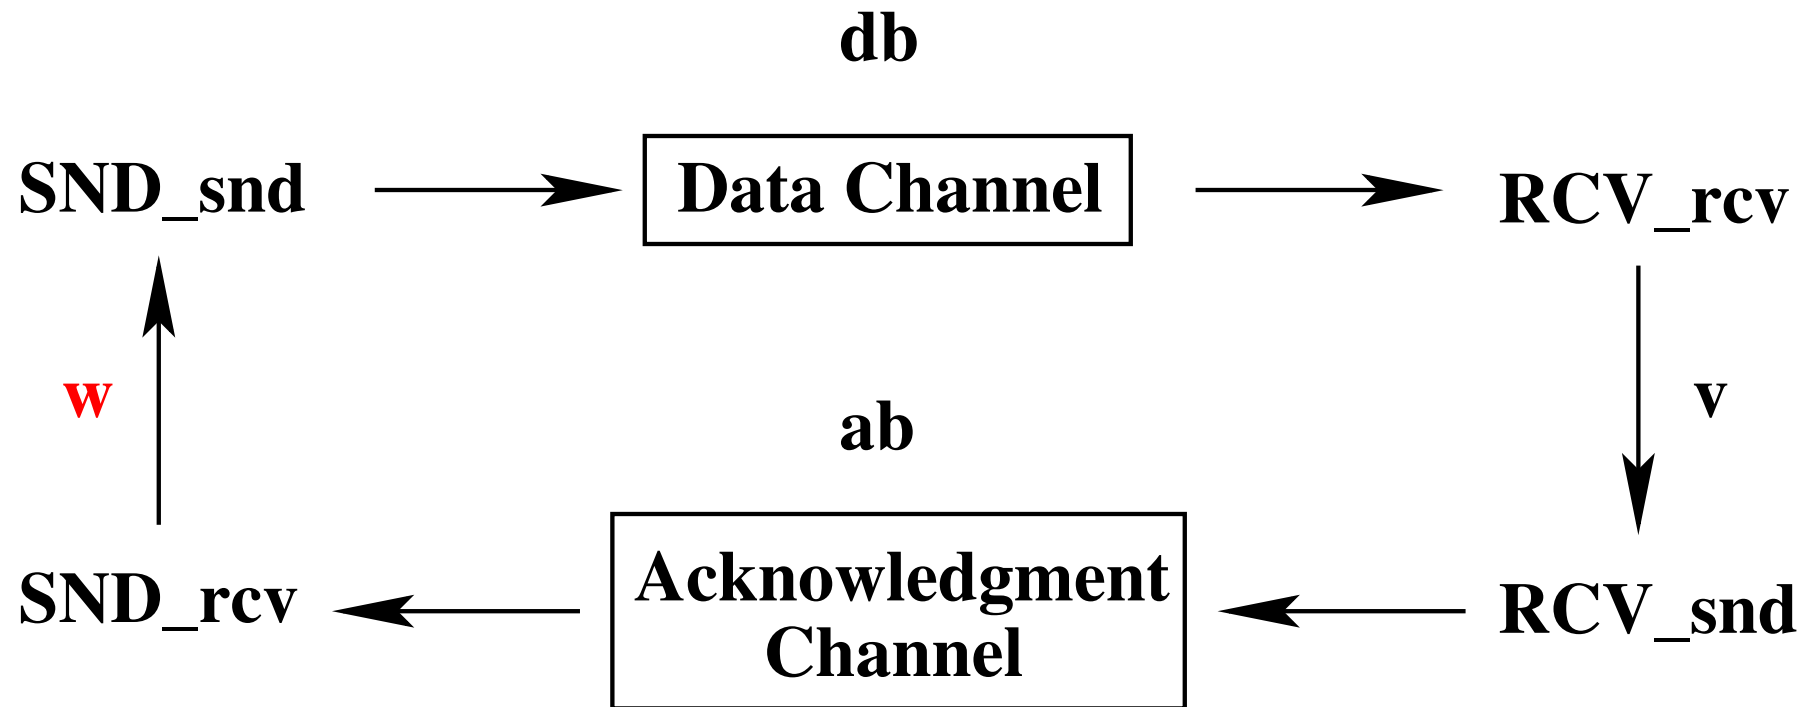 db
SND_snd
Data Channel
RCV_rcv
w
v
ab
SND_rcv
Acknowledgment
Channel
RCV_snd